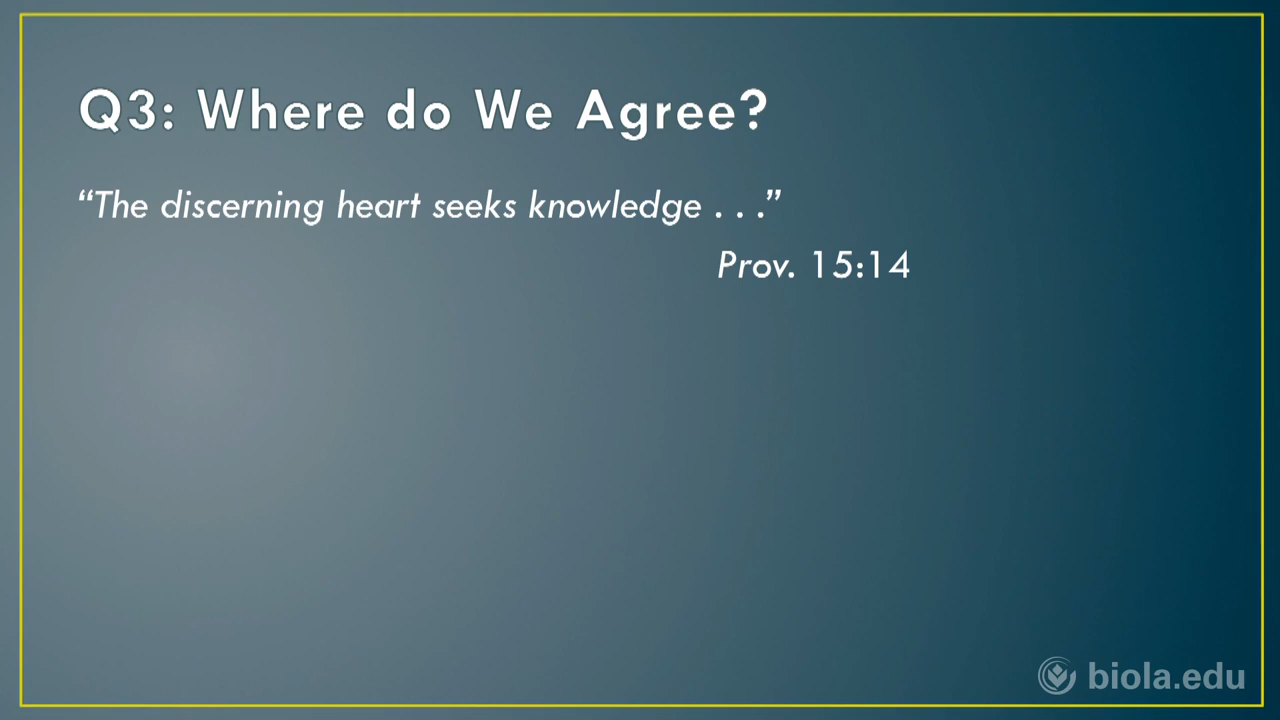 Q3: Where do We Agree?
“The discerning heart seeks knowledge . . .”
Prov. 15:14
biola.edu